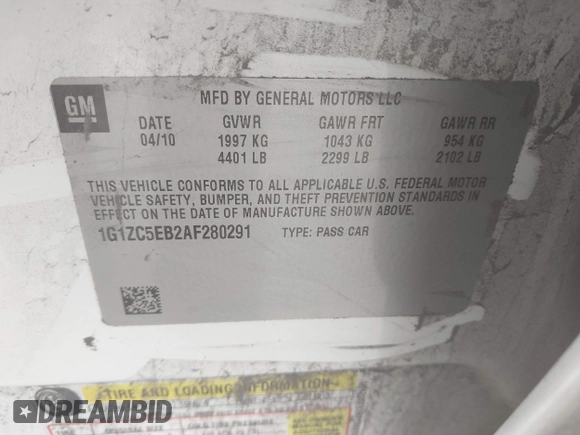 GM
MFD BY GENERAL MOTORS LLC
DATE GVWR GAWR FRT GAWR RR
04/10 1997 KG 1043 KG 954 KG
4401 LB 2299 LB 2102 LB
THIS VEHICLE CONFORMS TO ALL APPLICABLE U.S. FEDERAL MOTOR
VEHICLE SAFETY, BUMPER, AND THEFT PREVENTION STANDARDS IN
EFFECT ON THE DATE OF MANUFACTURE SHOWN ABOVE.
1G1ZC5EB2AF280291 TYPE: PASS CAR
TIRE AND LOADING INFORMATION
DREAMBID